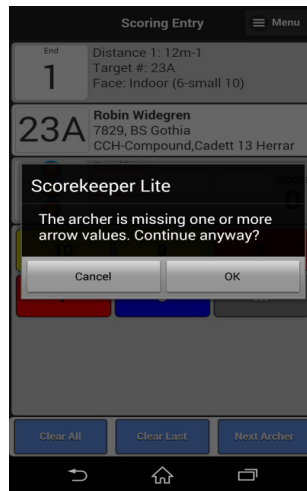 Scoring Entry
Menu
End
1
Distance 1: 12m-1
Target #: 23A
Face: Indoor (6-small 10)
23A
Robin Widegren
7829, BS Gothia
CCH-Compound,Cadett 13 Herrar
Scorekeeper Lite
The archer is missing one or more
arrow values. Continue anyway?
Cancel
OK
Clear All
Clear Last
Next Archer